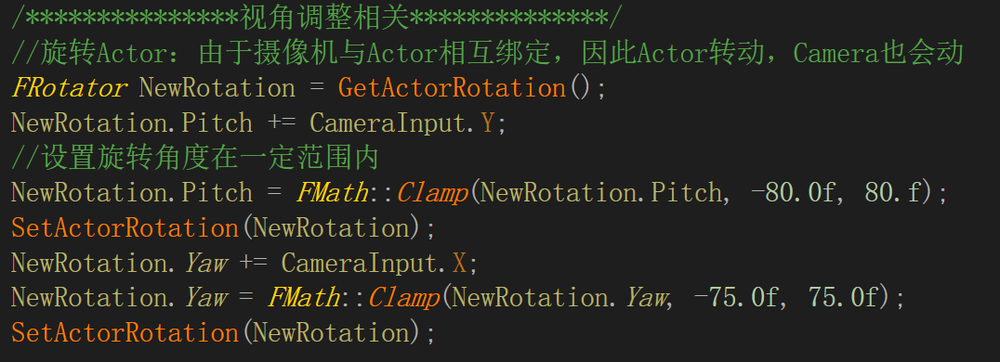 /***************视角调整相关**************/
//旋转Actor：由于摄像机与Actor相互绑定，因此Actor转动，Camera也会动
FRotator NewRotation = GetActorRotation();
NewRotation.Pitch += CameraInput.Y;
//设置旋转角度在一定范围内
NewRotation.Pitch = FMath::Clamp(NewRotation.Pitch, -80.0f, 80.f);
SetActorRotation(NewRotation);
NewRotation.Yaw += CameraInput.X;
NewRotation.Yaw = FMath::Clamp(NewRotation.Yaw, -75.0f, 75.0f);
SetActorRotation(NewRotation);